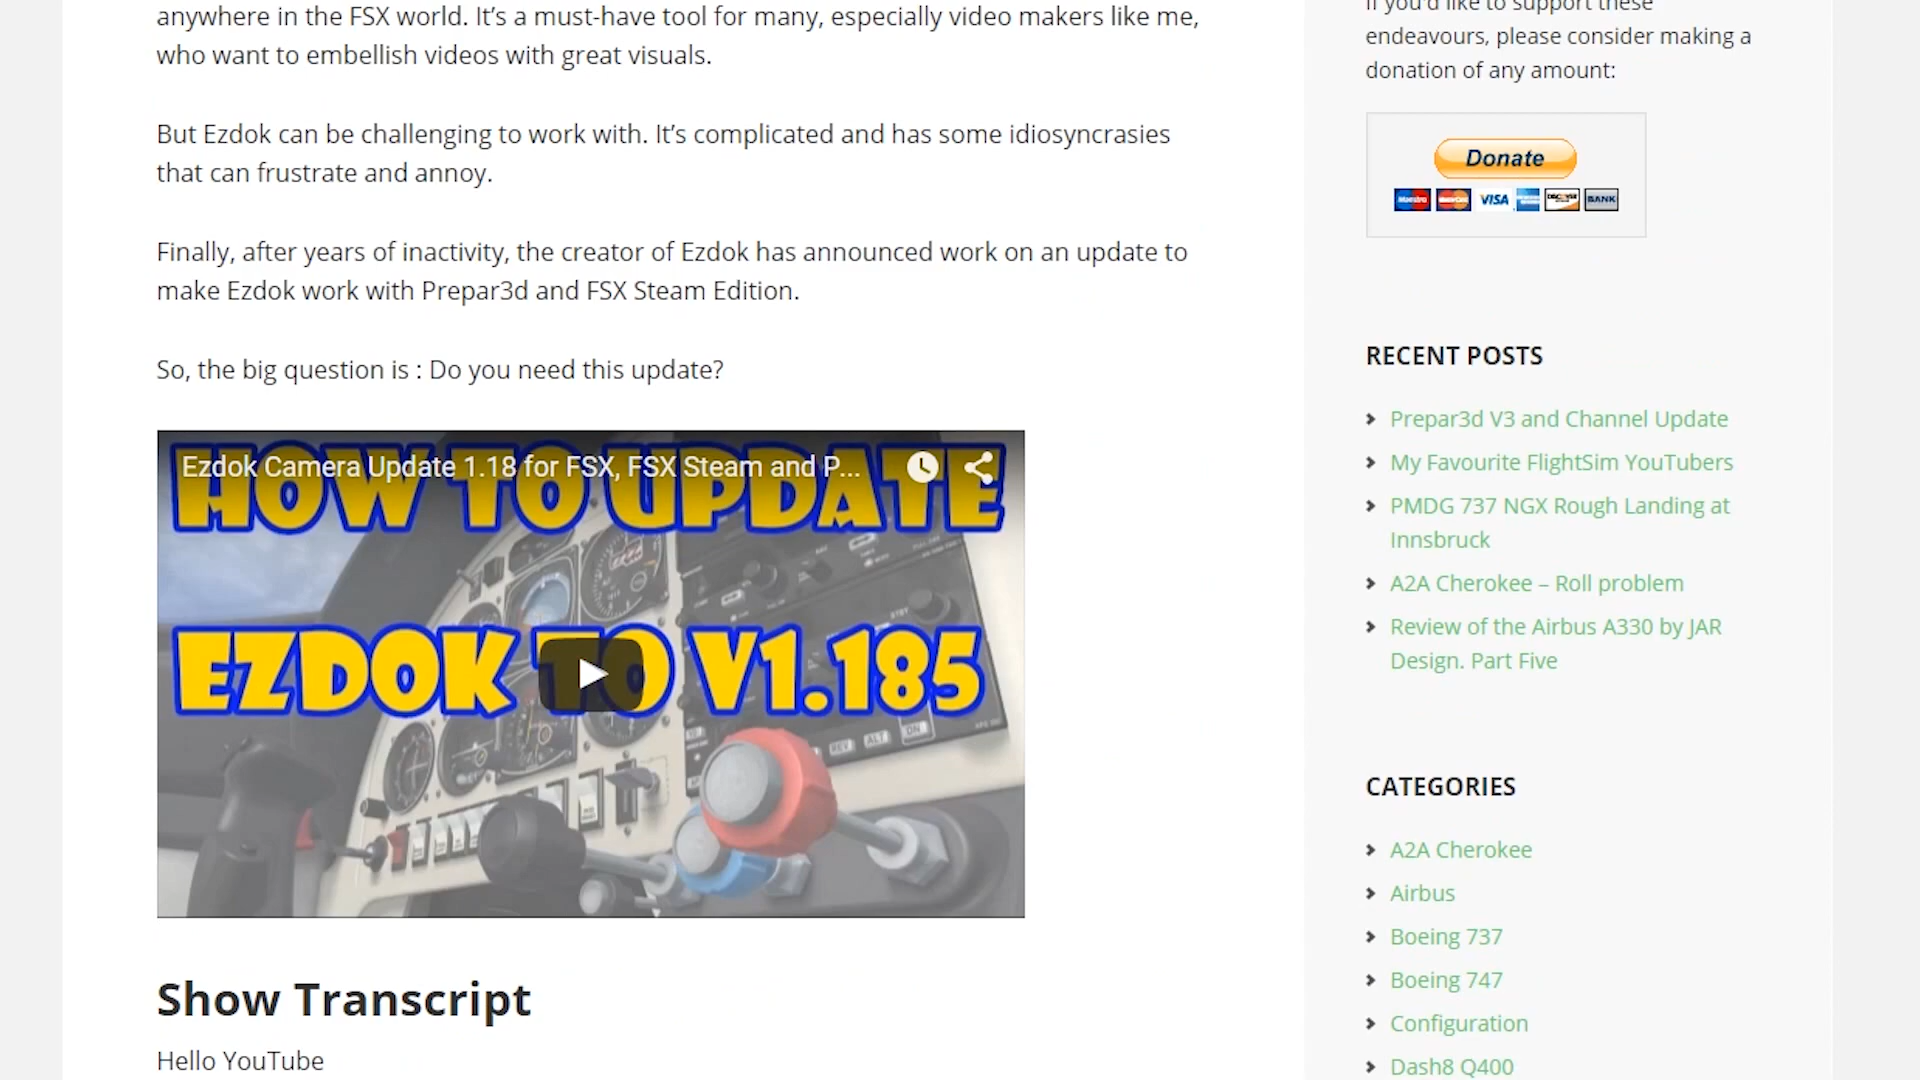 anywhere in the FSX world. It’s a must-have tool for many, especially video makers like me,
who want to embellish videos with great visuals.
But Ezdok can be challenging to work with. It’s complicated and has some idiosyncrasies
that can frustrate and annoy.
Finally, after years of inactivity, the creator of Ezdok has announced work on an update to
make Ezdok work with Prepar3d and FSX Steam Edition.
So, the big question is : Do you need this update?
Ezdok Camera Update 1.18 for FSX, FSX Steam and P...
HOW TO UPDATE
EZDOK TO V1.185
REV ALT ON
Show Transcript
Hello YouTube
If you'd like to support these
endeavours, please consider making a
donation of any amount:
Donate
Maestro MasterCard VISA DISCOVER BANK
RECENT POSTS
Prepar3d V3 and Channel Update
My Favourite FlightSim YouTubers
PMDG 737 NGX Rough Landing at
Innsbruck
A2A Cherokee – Roll problem
Review of the Airbus A330 by JAR
Design. Part Five
CATEGORIES
A2A Cherokee
Airbus
Boeing 737
Boeing 747
Configuration
Dash8 Q400